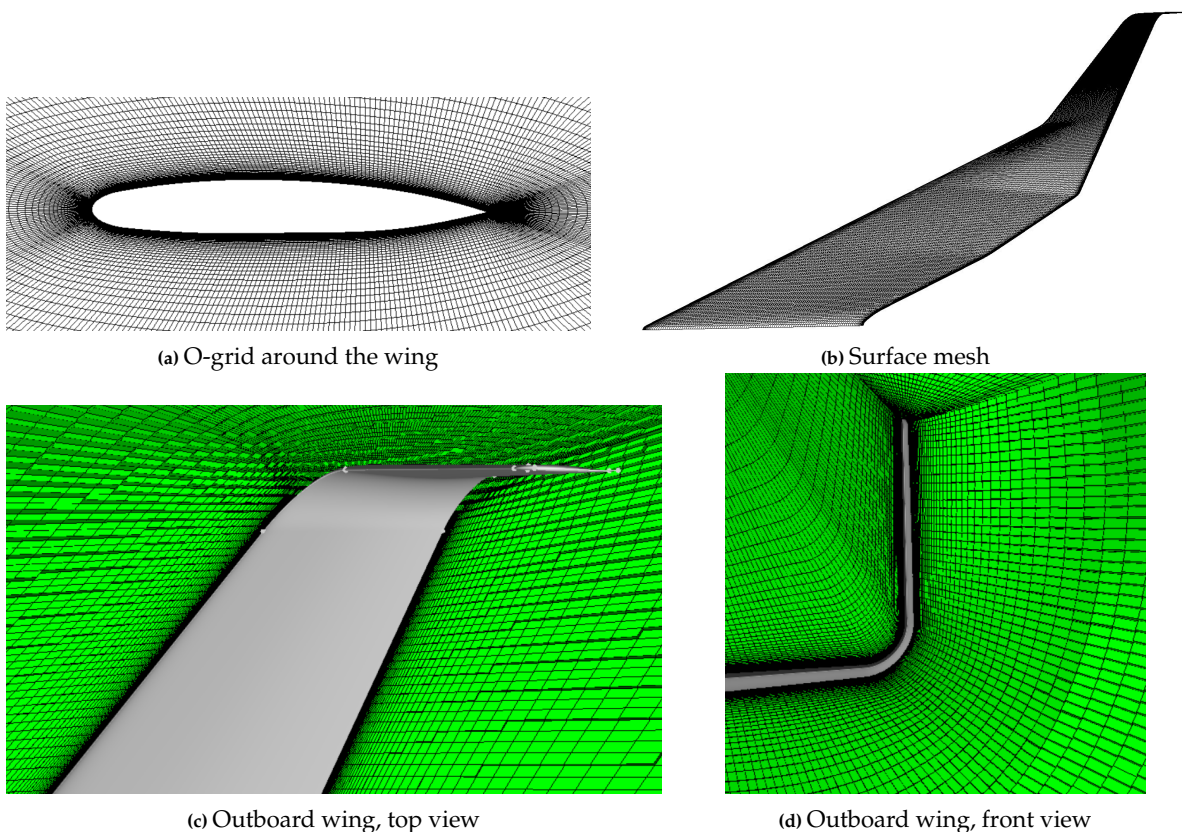 (a) O-grid around the wing
(b) Surface mesh
(c) Outboard wing, top view
(d) Outboard wing, front view